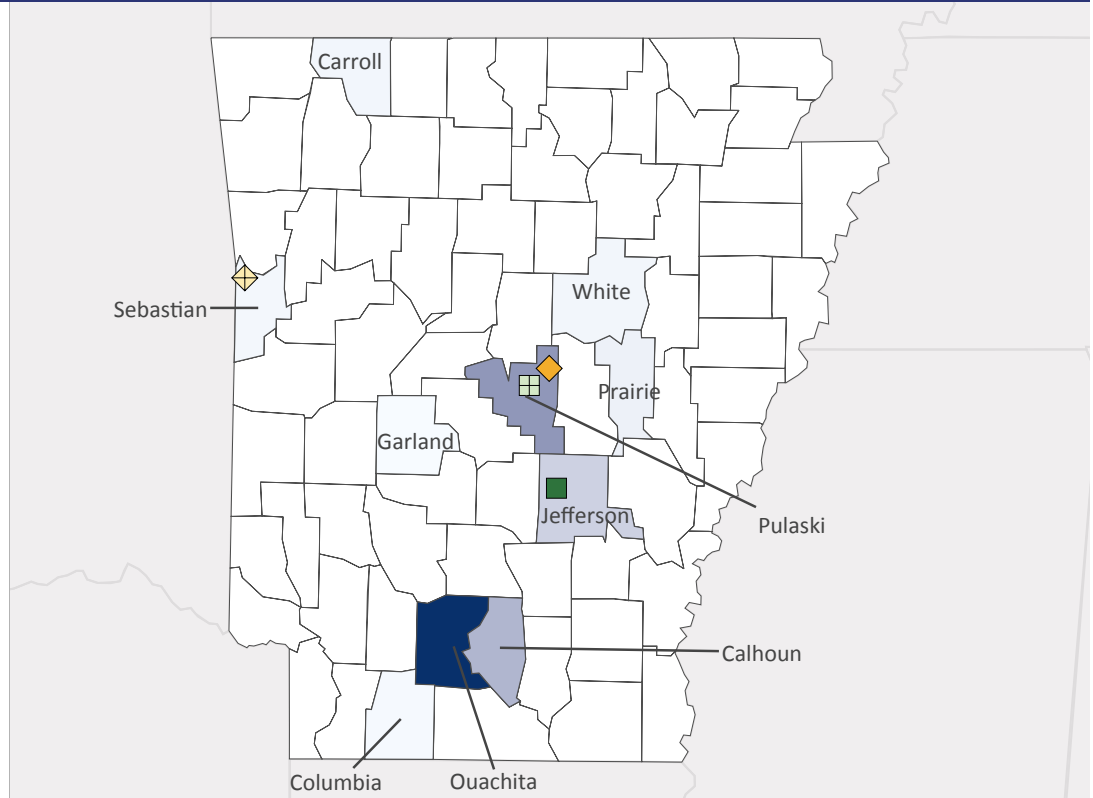 Carroll
White
Sebastian
Prairie
Garland
Jefferson
Pulaski
Calhoun
Columbia
Ouachita